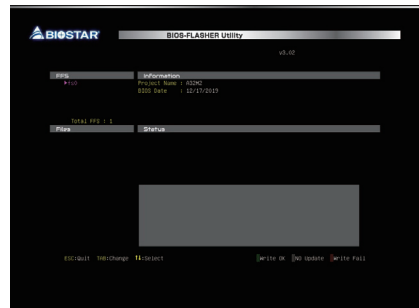 BIOSTAR
BIOS-FLASHER Utility
v3.02
FFS
Information
fs0
Project Name : A32M2
BIOS Date : 12/17/2019
Total FFS : 1
Files
Status
ESC:Quit TAB:Change ↑↓:Select
Write OK NO Update Write Fail